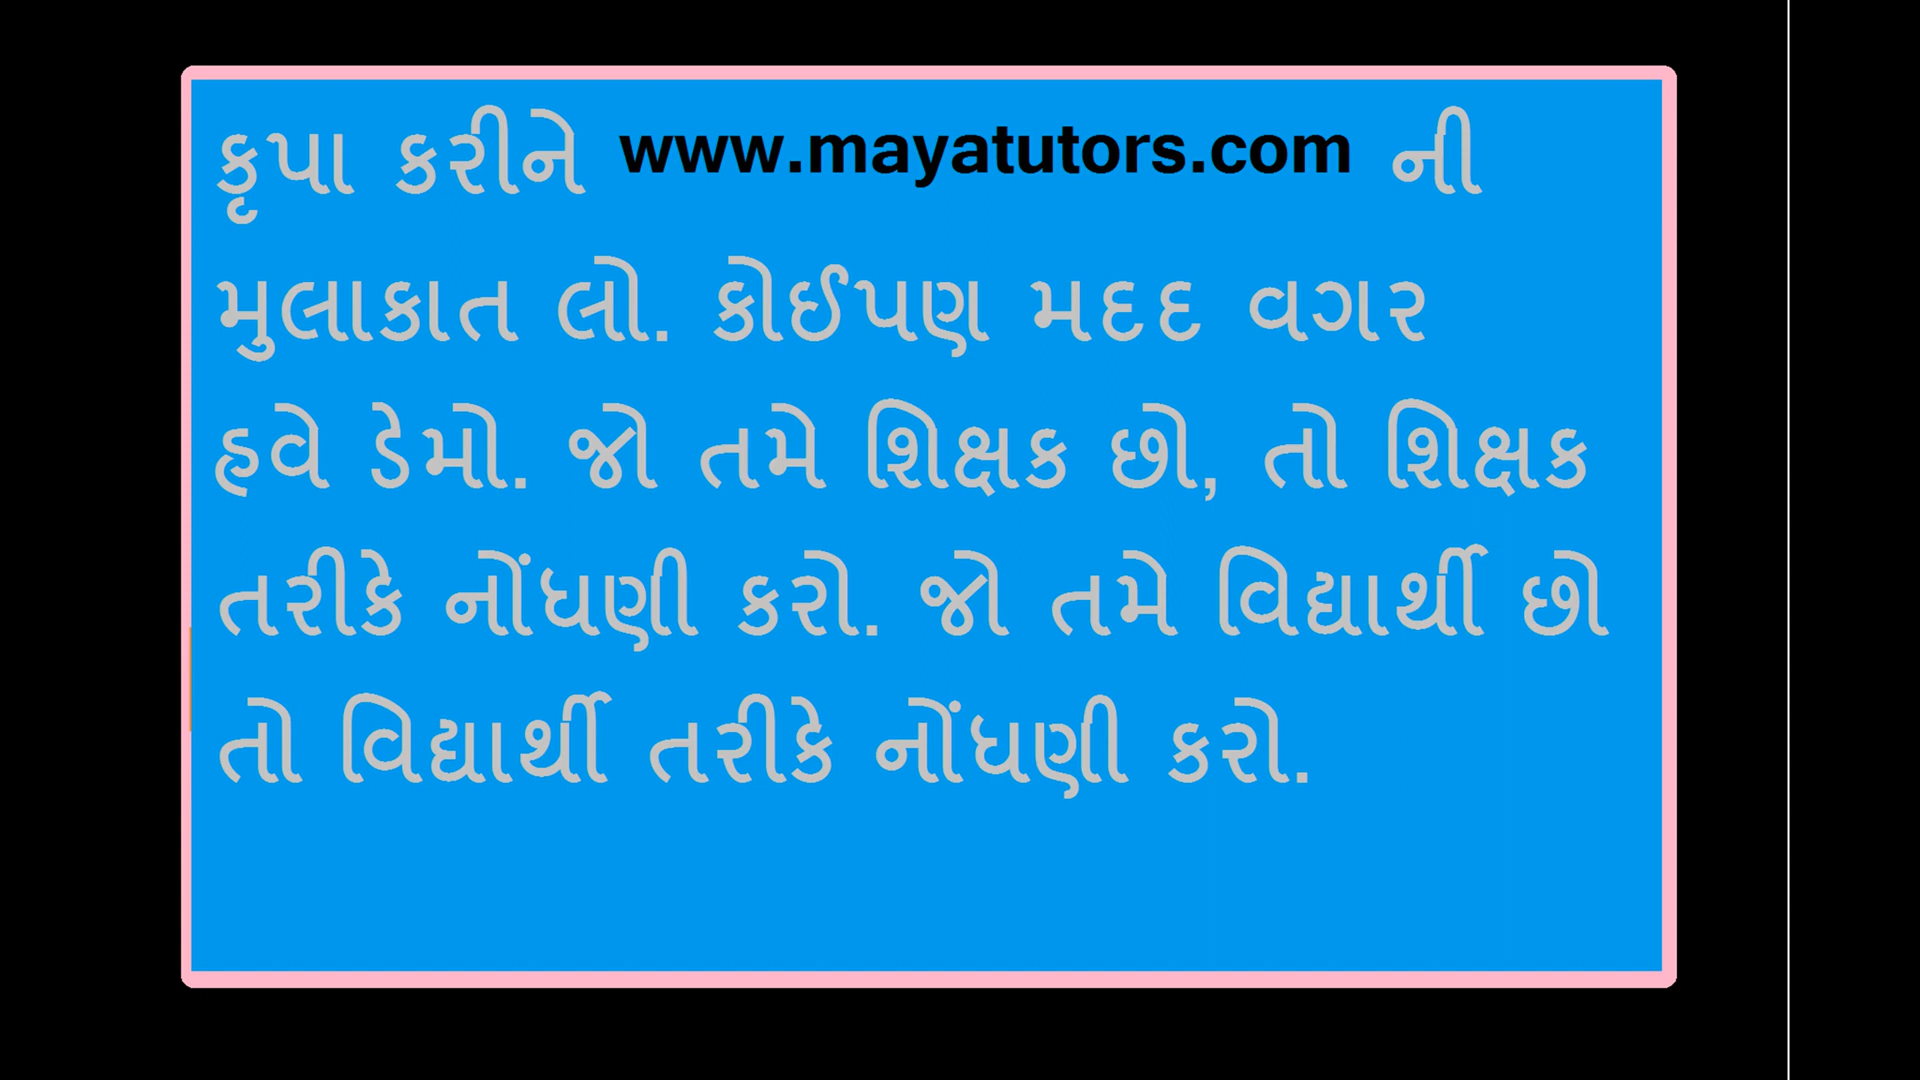 કૃપા કરીને www.mayatutors.com ની
મુલાકાત લો. કોઈપણ મદદ વગર
હવે ડેમો. જો તમે શિક્ષક છો, તો શિક્ષક
તરીકે નોંધણી કરો. જો તમે વિદ્યાર્થી છો
તો વિદ્યાર્થી તરીકે નોંધણી કરો.